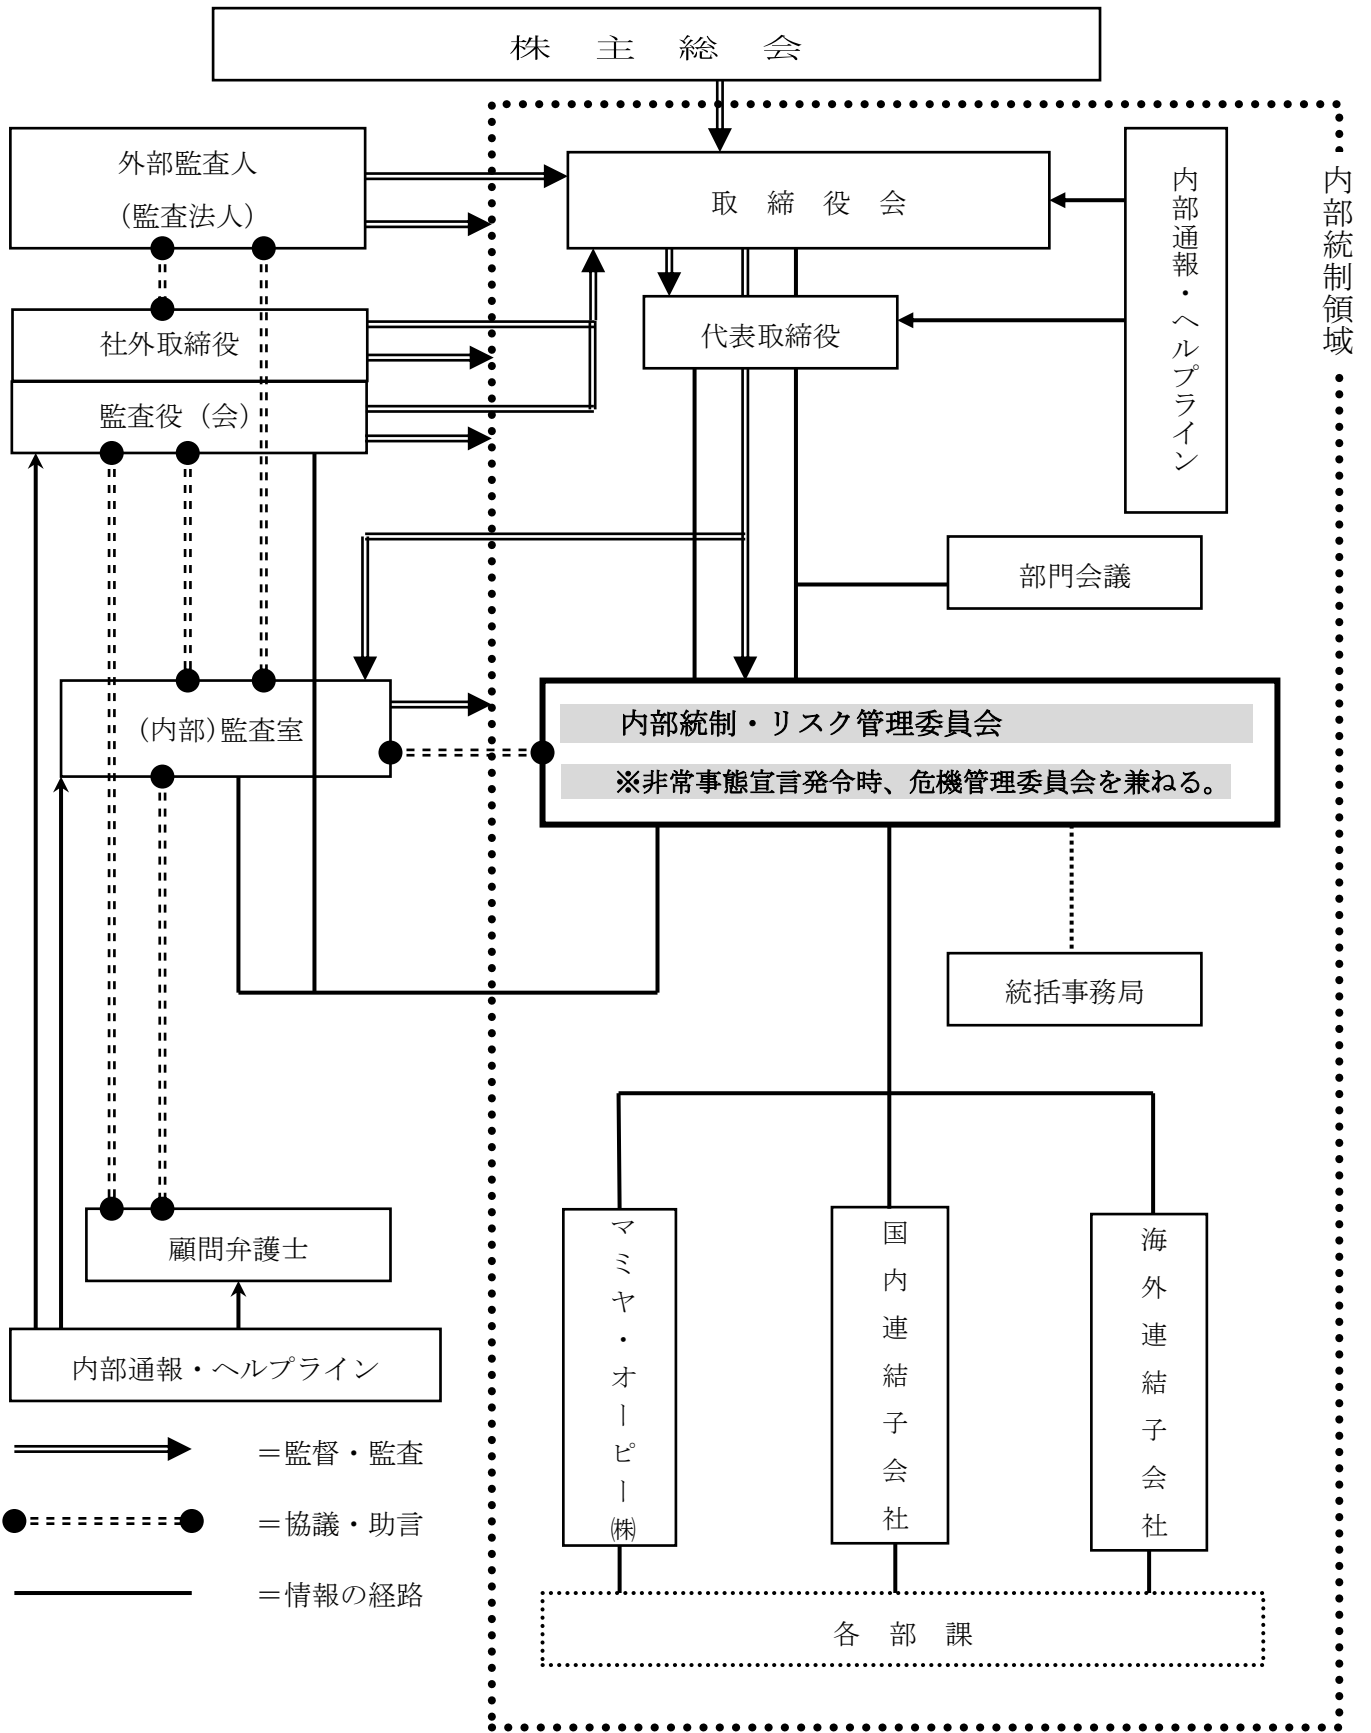 株　主　総　会
外部監査人
（監査法人）
取　締　役　会
内部通報・ヘルプライン
内部統制領域
代表取締役
社外取締役
監査役（会）
部門会議
（内部）監査室
内部統制・リスク管理委員会
※非常事態宣言発令時、危機管理委員会を兼ねる。
統括事務局
顧問弁護士
マミヤ・オーピー㈱
国内連結子会社
海外連結子会社
内部通報・ヘルプライン
＝監督・監査
＝協議・助言
＝情報の経路
各　部　課